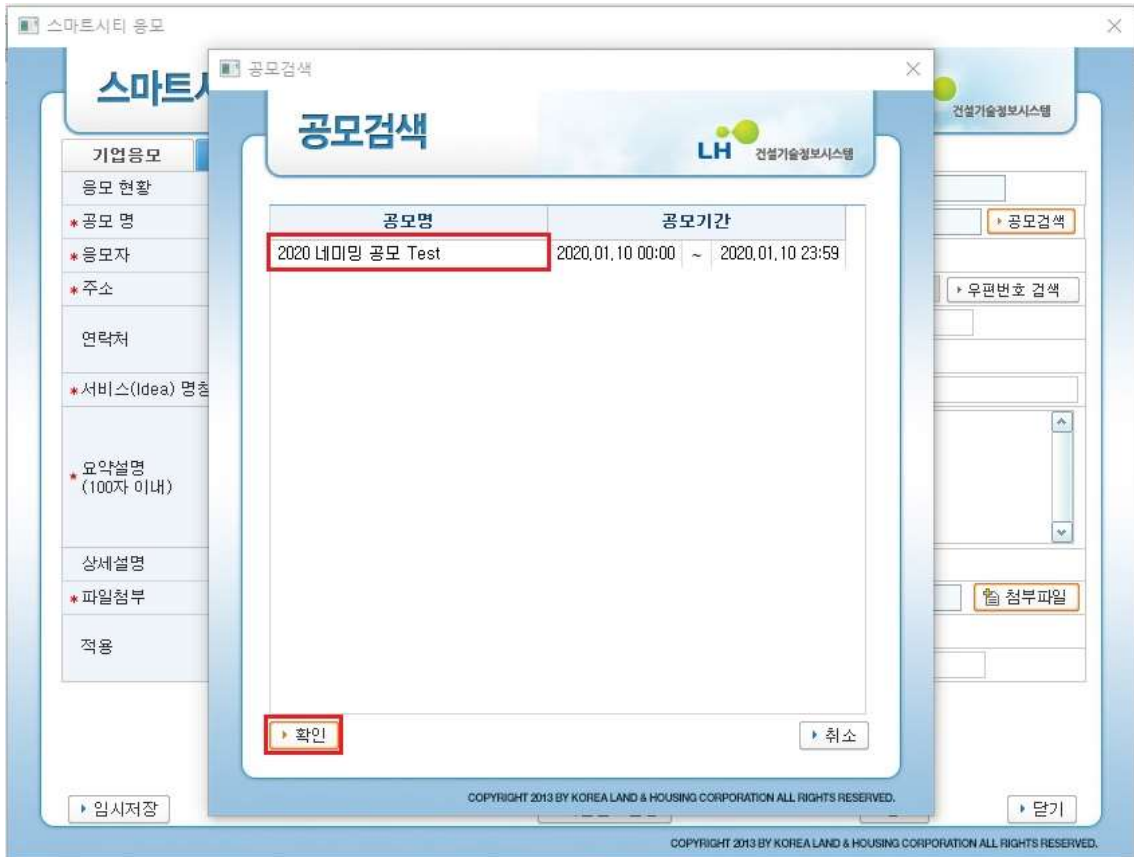 스마트시티 응모
공모검색
스마트시
공모검색
LH 건설기술정보시스템
건설기술정보시스템
기업응모
응모 현황
*공모 명
공모검색
*응모자
*주소
우편번호 검색
연락처
*서비스(Idea) 명칭
*요약설명
(100자 이내)
상세설명
*파일첨부
첨부파일
적용
공모명 공모기간
2020 네미밍 공모 Test 2020.01.10 00:00 ~ 2020.01.10 23:59
확인 취소
COPYRIGHT 2013 BY KOREA LAND & HOUSING CORPORATION ALL RIGHTS RESERVED.
임시저장 닫기
COPYRIGHT 2013 BY KOREA LAND & HOUSING CORPORATION ALL RIGHTS RESERVED.